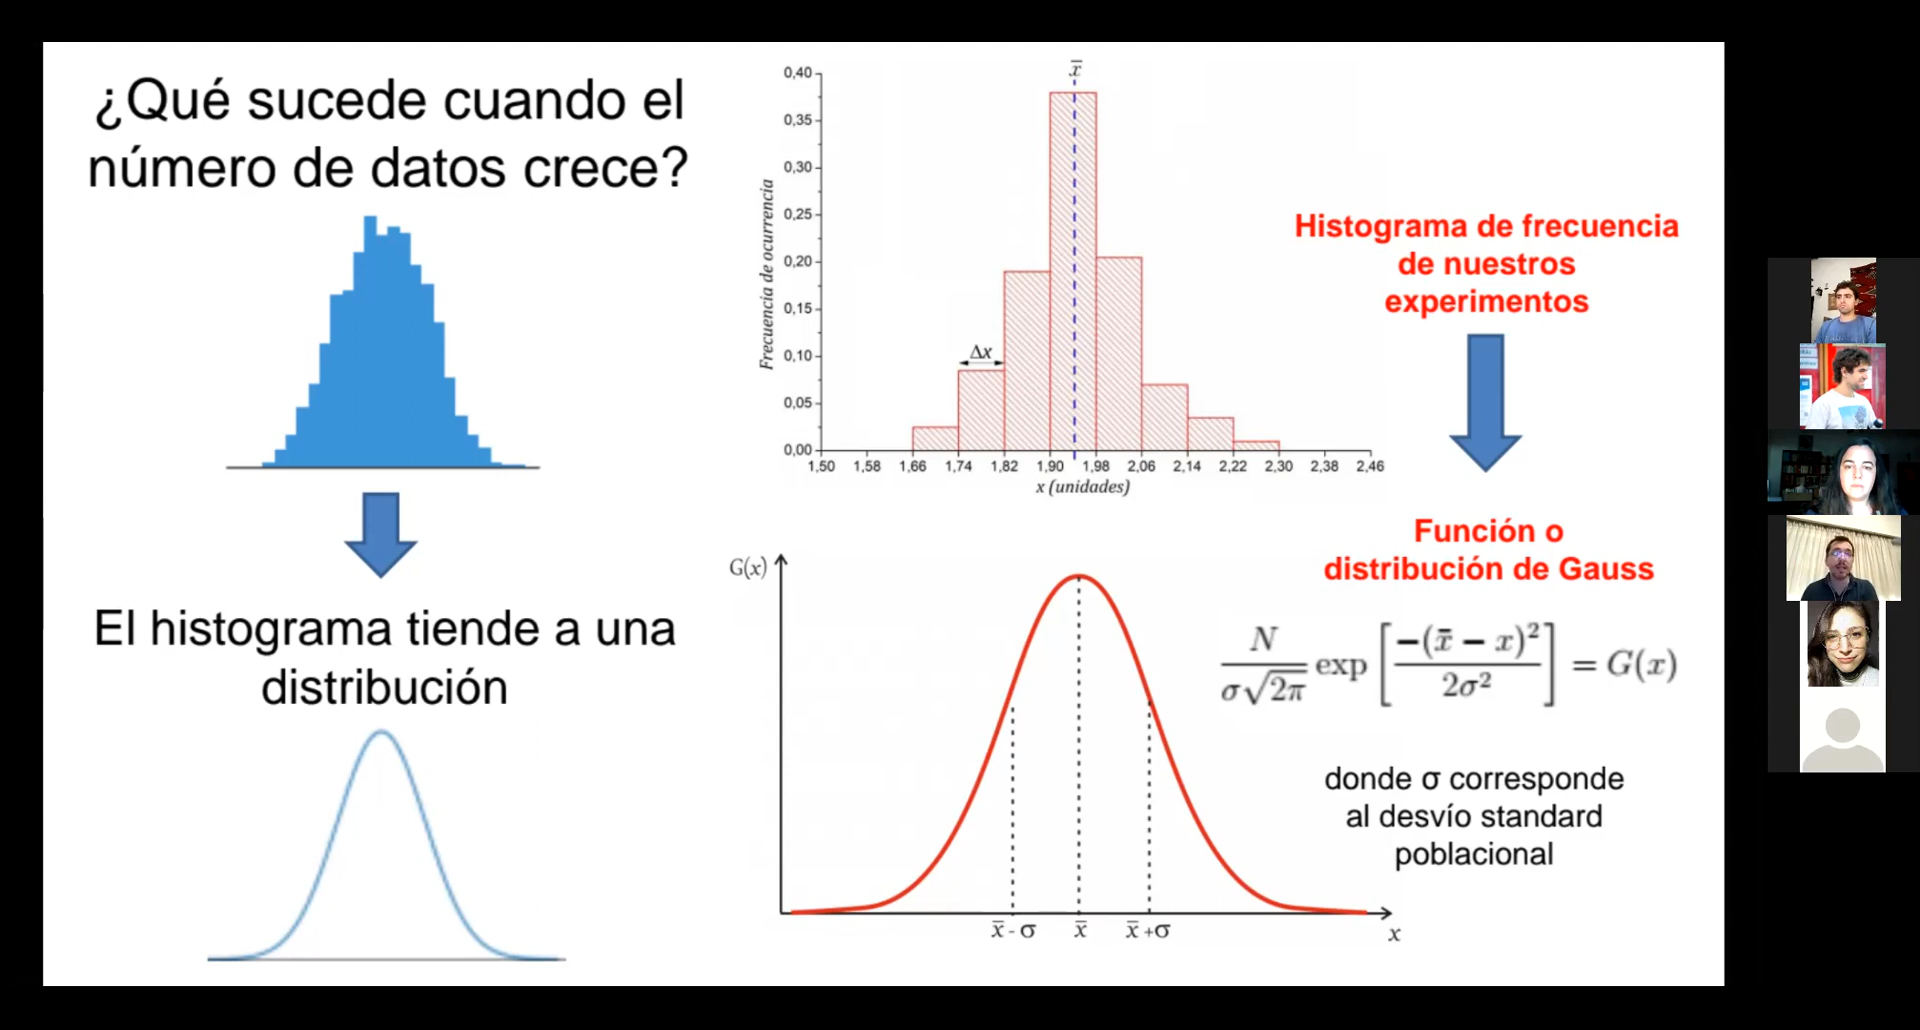 ¿Qué sucede cuando el
número de datos crece?
El histograma tiende a una
distribución
x̅
0,40
0,35
0,30
0,25
0,20
0,15
0,10
0,05
0,00
Frecuencia de ocurrencia
Δx
1,50 1,58 1,66 1,74 1,82 1,90 1,98 2,06 2,14 2,22 2,30 2,38 2,46
x (unidades)
Histograma de frecuencia
de nuestros
experimentos
Función o
distribución de Gauss
N/(σ√2π) exp [−(x̅ − x)²/2σ²] = G(x)
donde σ corresponde
al desvío standard
poblacional
G(x)
x̅ - σ x̅ x̅ +σ
x